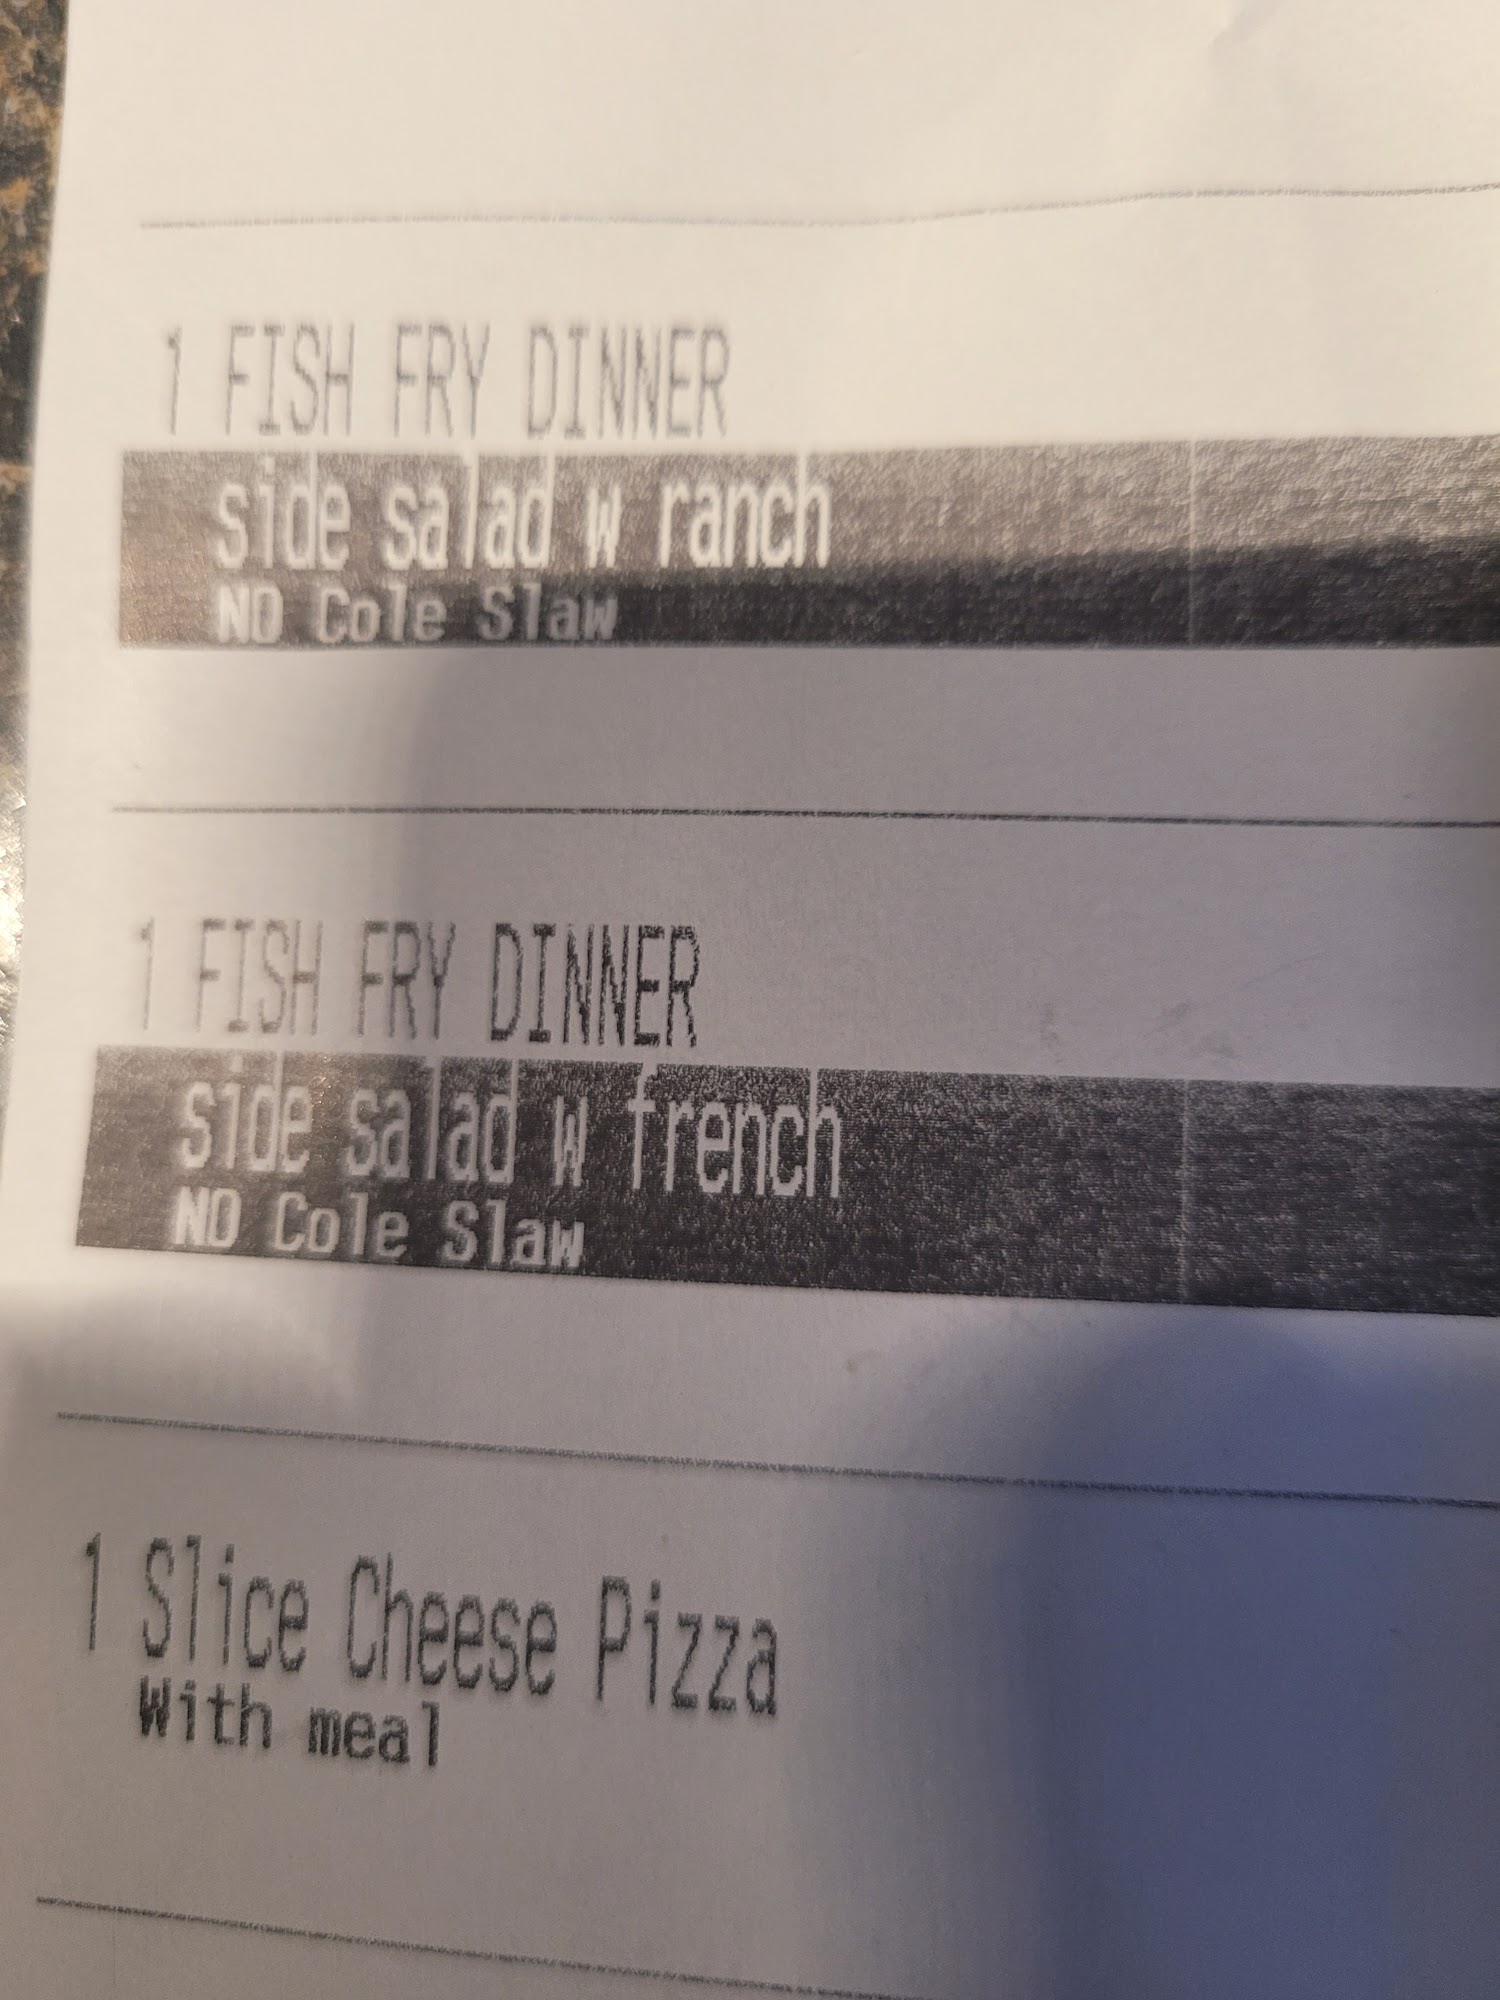 1 FISH FRY DINNER
side salad w ranch
NO Cole Slaw
1 FISH FRY DINNER
side salad w french
NO Cole Slaw
1 Slice Cheese Pizza
With meal